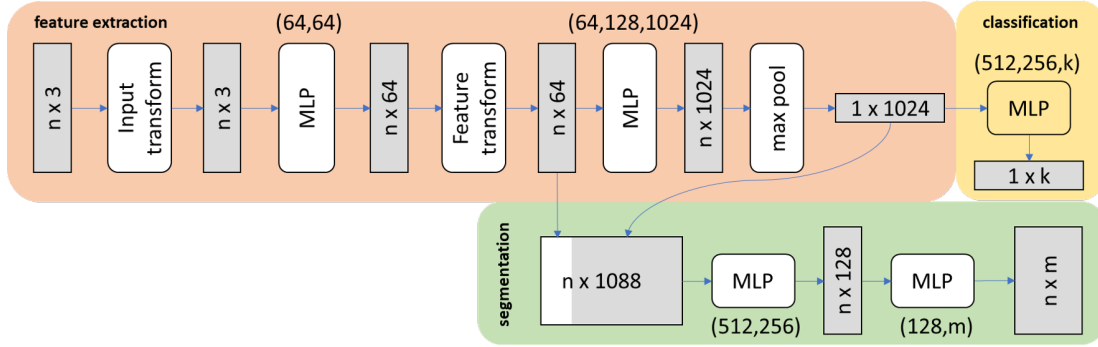 feature extraction
(64,64)
(64,128,1024)
classification
n x 3
Input
transform
n x 3
MLP
n x 64
Feature
transform
n x 64
MLP
n x 1024
max pool
1 x 1024
(512,256,k)
MLP
1 x k
segmentation
n x 1088
MLP
(512,256)
n x 128
MLP
(128,m)
n x m